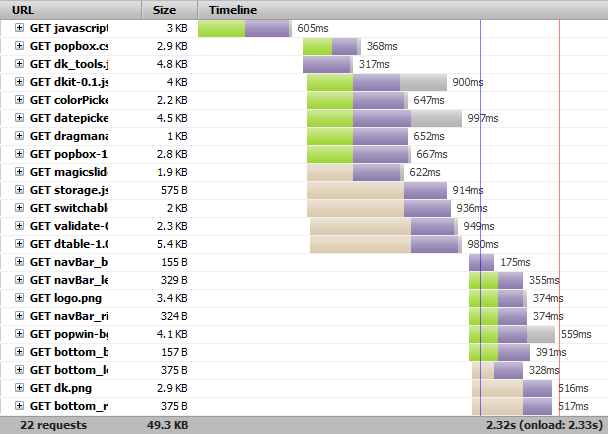 URL Size Timeline
GET javascript 3 KB 605ms
GET popbox.cs 2.9 KB 368ms
GET dk_tools.j 4.8 KB 317ms
GET dkit-0.1.js 4 KB 900ms
GET colorPicke 2.2 KB 647ms
GET datepicke 4.5 KB 997ms
GET dragmana 1 KB 652ms
GET popbox-1 2.8 KB 667ms
GET magicslide 1.9 KB 622ms
GET storage.js 575 B 914ms
GET switchable 2 KB 936ms
GET validate-0 2.3 KB 949ms
GET dtable-1.0 5.4 KB 980ms
GET navBar_b 155 B 175ms
GET navBar_le 329 B 355ms
GET logo.png 3.4 KB 374ms
GET navBar_ri 324 B 374ms
GET popwin-bg 4.1 KB 559ms
GET bottom_b 157 B 391ms
GET bottom_le 375 B 328ms
GET dk.png 2.9 KB 516ms
GET bottom_r 375 B 517ms
22 requests 49.3 KB 2.32s (onload: 2.33s)